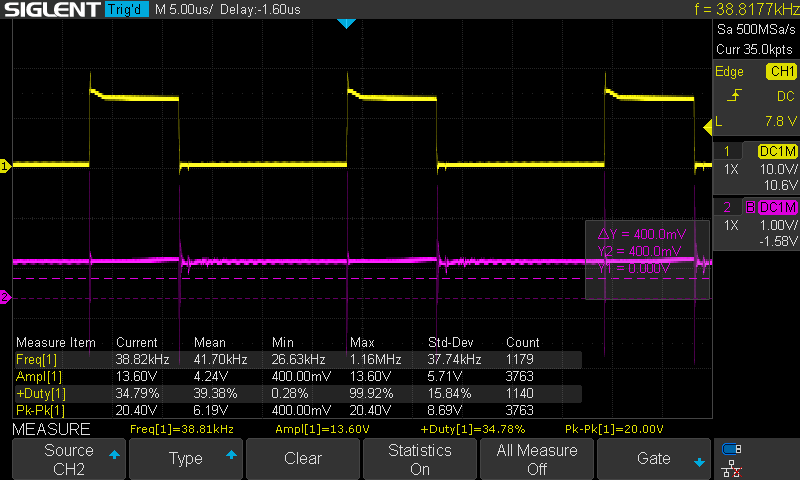 SIGLENT Trig'd M 5.00us/ Delay:-1.60us f = 38.8177kHz
Sa 500MSa/s
Curr 35.0kpts
Edge CH1
DC
L 7.8 V
1 DC1M
1X 10.0V/
10.6V
2 B DC1M
1X 1.00V/
-1.58V
1
2
ΔY = 400.0mV
Y2 = 400.0mV
Y1 = 0.000V
Measure Item Current Mean Min Max Std-Dev Count
Freq[1] 38.82kHz 41.70kHz 26.63kHz 1.16MHz 37.74kHz 1179
Ampl[1] 13.60V 4.24V 400.00mV 13.60V 5.71V 3763
+Duty[1] 34.79% 39.38% 0.28% 99.92% 15.84% 1140
Pk-Pk[1] 20.40V 6.19V 400.00mV 20.40V 8.69V 3763
MEASURE Freq[1]=38.81kHz Ampl[1]=13.60V +Duty[1]=34.78% Pk-Pk[1]=20.00V
Source
CH2
Type
Clear
Statistics
On
All Measure
Off
Gate